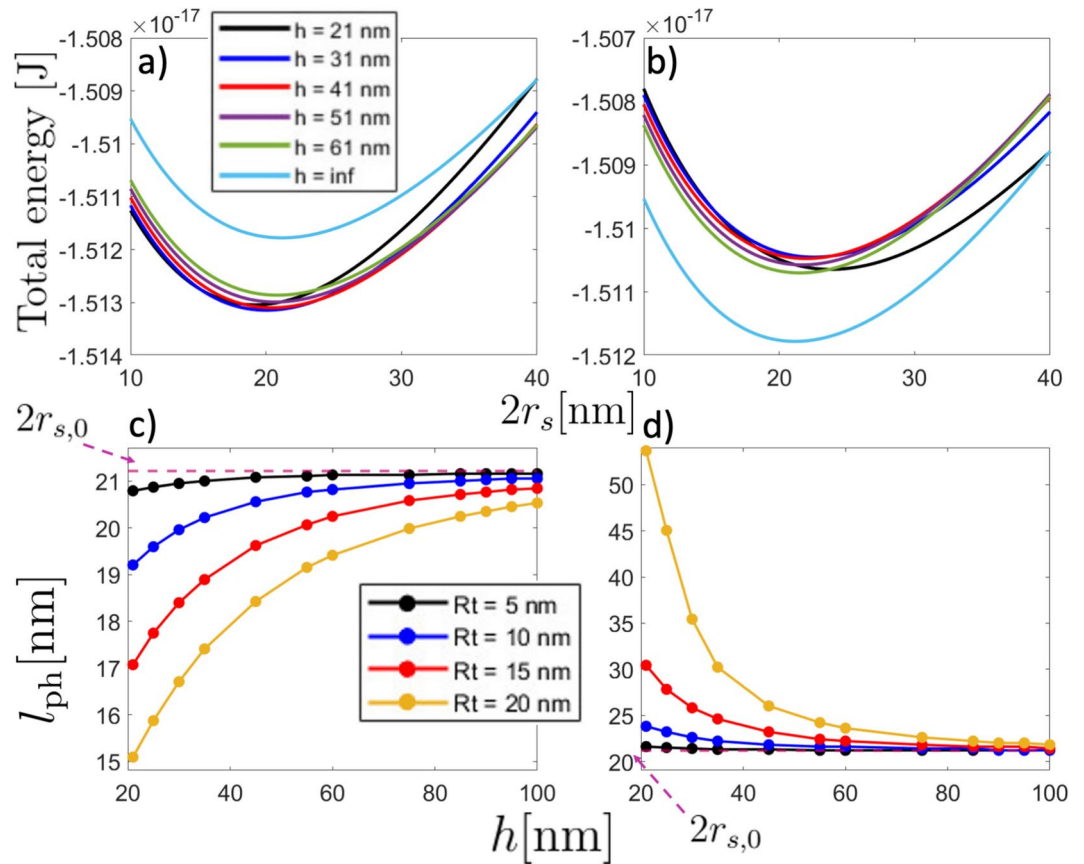 ×10⁻¹⁷
×10⁻¹⁷
Total energy [J]
a)
-1.508
-1.509
-1.51
-1.511
-1.512
-1.513
-1.514
h = 21 nm
h = 31 nm
h = 41 nm
h = 51 nm
h = 61 nm
h = inf
10
20
30
40
b)
-1.507
-1.508
-1.509
-1.51
-1.511
-1.512
10
20
30
40
2r_s[nm]
2r_{s,0}
c)
l_{ph}[nm]
21
20
19
18
17
16
15
Rt = 5 nm
Rt = 10 nm
Rt = 15 nm
Rt = 20 nm
20
40
60
80
100
d)
50
45
40
35
30
25
20
20
40
60
80
100
h[nm]
2r_{s,0}